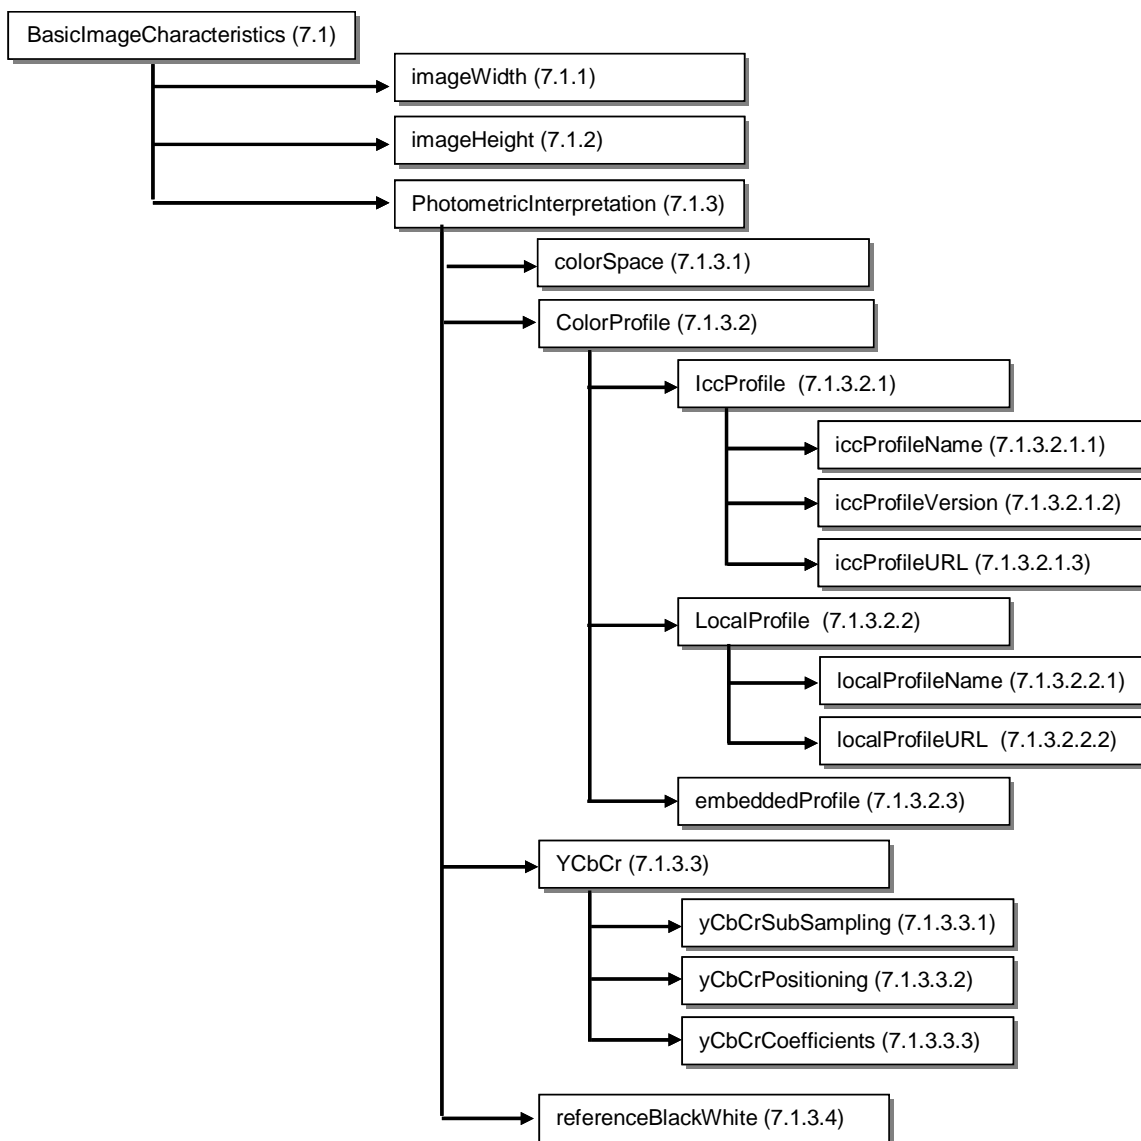 BasicImageCharacteristics (7.1)
imageWidth (7.1.1)
imageHeight (7.1.2)
PhotometricInterpretation (7.1.3)
colorSpace (7.1.3.1)
ColorProfile (7.1.3.2)
IccProfile (7.1.3.2.1)
iccProfileName (7.1.3.2.1.1)
iccProfileVersion (7.1.3.2.1.2)
iccProfileURL (7.1.3.2.1.3)
LocalProfile (7.1.3.2.2)
localProfileName (7.1.3.2.2.1)
localProfileURL (7.1.3.2.2.2)
embeddedProfile (7.1.3.2.3)
YCbCr (7.1.3.3)
yCbCrSubSampling (7.1.3.3.1)
yCbCrPositioning (7.1.3.3.2)
yCbCrCoefficients (7.1.3.3.3)
referenceBlackWhite (7.1.3.4)